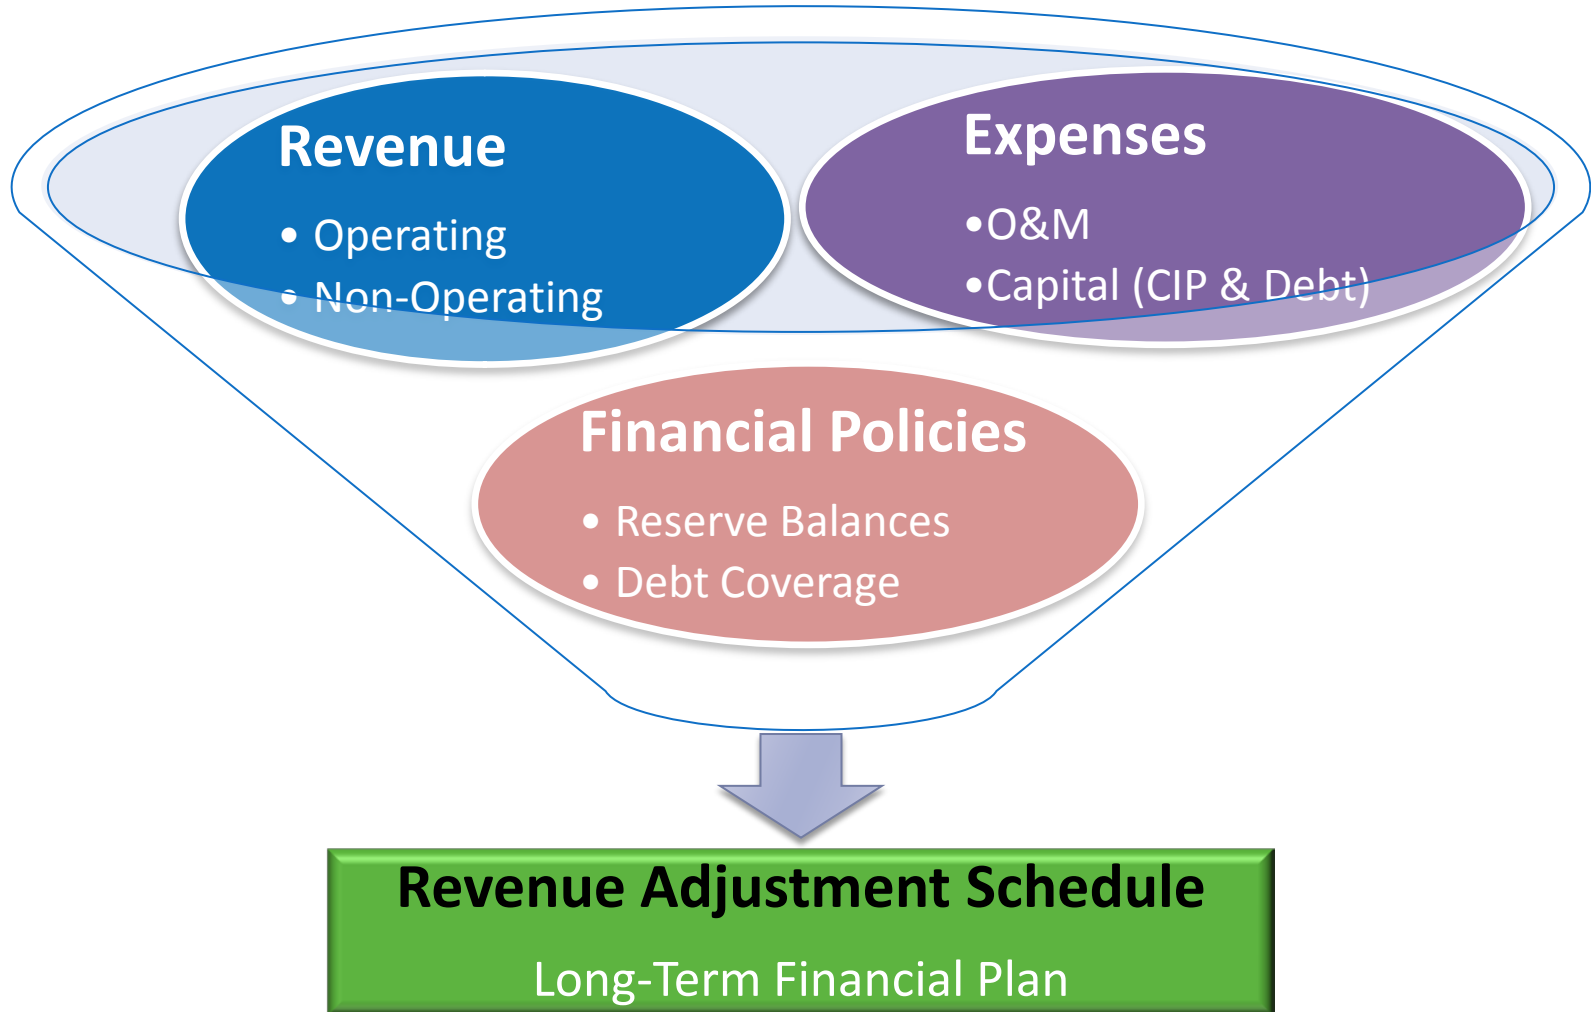 Revenue
• Operating
• Non-Operating
Expenses
•O&M
•Capital (CIP & Debt)
Financial Policies
• Reserve Balances
• Debt Coverage
Revenue Adjustment Schedule
Long-Term Financial Plan